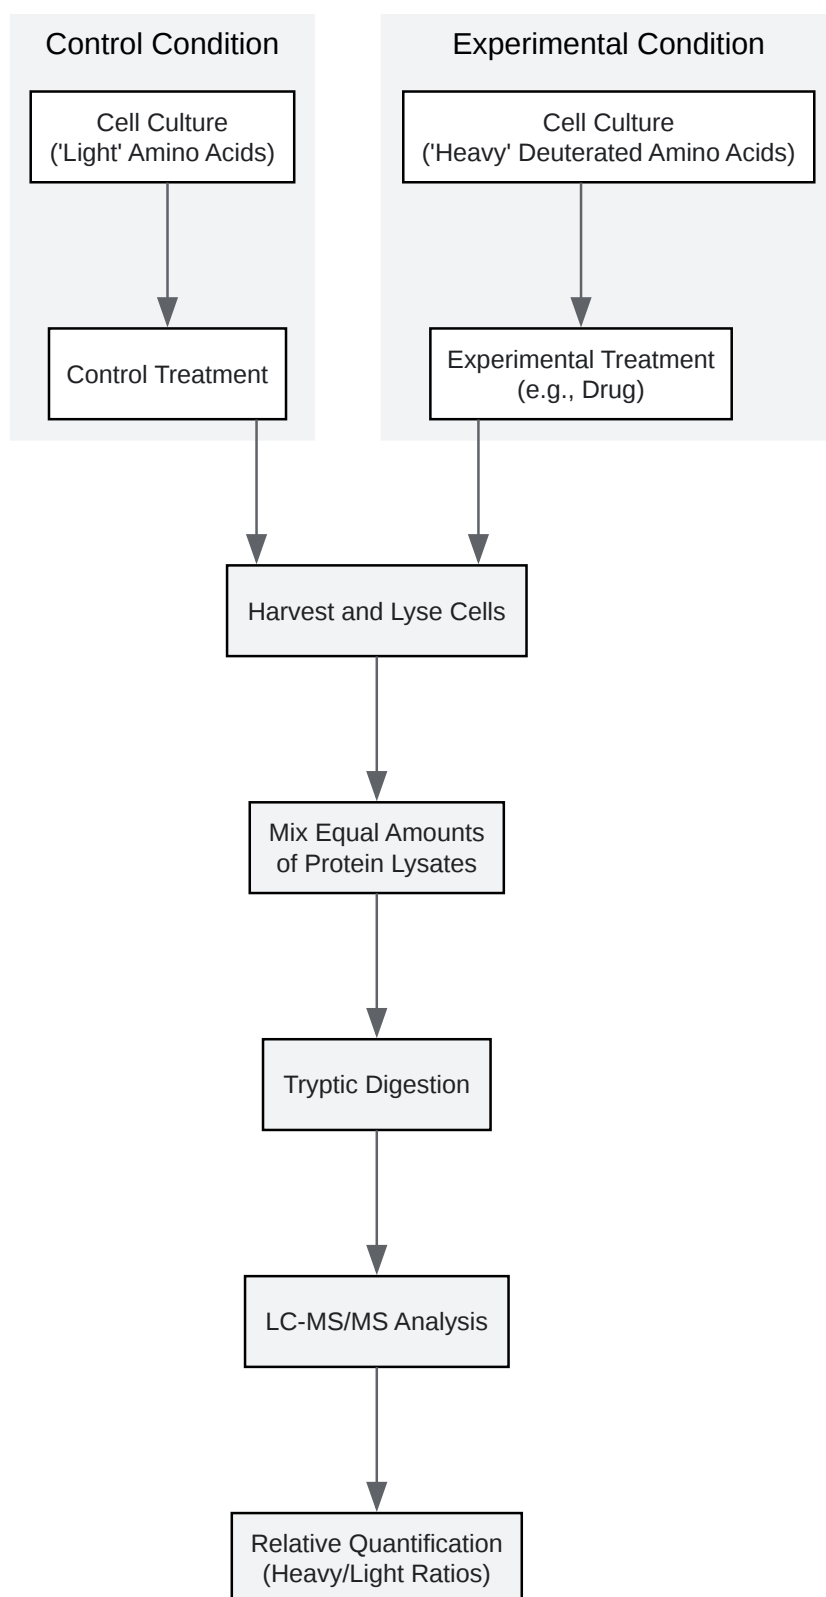 Control Condition
Experimental Condition
Cell Culture
('Light' Amino Acids)
Cell Culture
('Heavy' Deuterated Amino Acids)
Control Treatment
Experimental Treatment
(e.g., Drug)
Harvest and Lyse Cells
Mix Equal Amounts
of Protein Lysates
Tryptic Digestion
LC-MS/MS Analysis
Relative Quantification
(Heavy/Light Ratios)